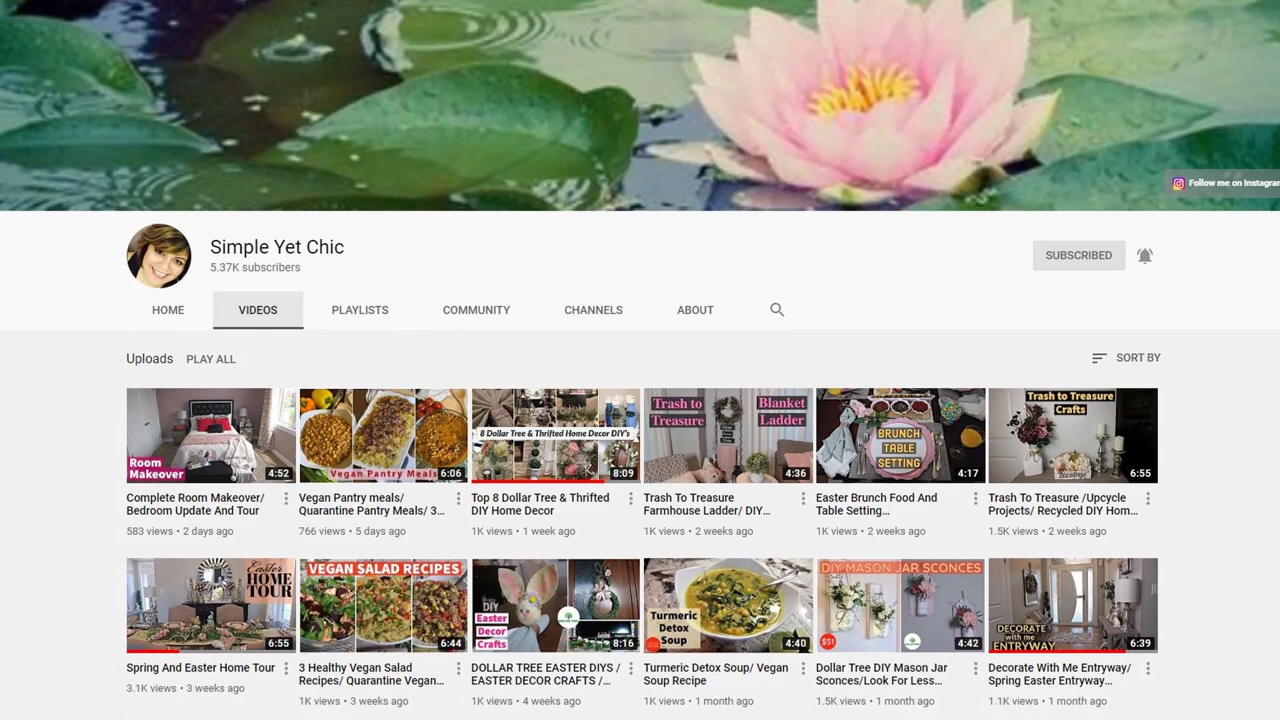 Follow me on Instagram
Simple Yet Chic
5.37K subscribers
SUBSCRIBED
HOME
VIDEOS
PLAYLISTS
COMMUNITY
CHANNELS
ABOUT
Uploads
PLAY ALL
SORT BY
Room
Makeover
4:52
Vegan Pantry Meals
6:06
8 Dollar Tree & Thrifted Home Decor DIY's
8:09
Trash to
Treasure
Blanket
Ladder
4:36
BRUNCH
TABLE
SETTING
4:17
Trash to Treasure
Crafts
6:55
Complete Room Makeover/
Bedroom Update And Tour
583 views • 2 days ago
Vegan Pantry meals/
Quarantine Pantry Meals/ 3...
766 views • 5 days ago
Top 8 Dollar Tree & Thrifted
DIY Home Decor
1K views • 1 week ago
Trash To Treasure
Farmhouse Ladder/ DIY...
1K views • 2 weeks ago
Easter Brunch Food And
Table Setting...
1K views • 2 weeks ago
Trash To Treasure /Upcycle
Projects/ Recycled DIY Hom...
1.5K views • 2 weeks ago
Easter
HOME
TOUR
6:55
VEGAN SALAD RECIPES
6:44
DIY
Easter
Decor
Crafts
8:16
Turmeric
Detox
Soup
4:40
DIY MASON JAR SCONCES
$51
4:42
DECORATE
with me
ENTRYWAY
6:39
Spring And Easter Home Tour
3.1K views • 3 weeks ago
3 Healthy Vegan Salad
Recipes/ Quarantine Vegan...
1K views • 3 weeks ago
DOLLAR TREE EASTER DIYS /
EASTER DECOR CRAFTS /...
1K views • 4 weeks ago
Turmeric Detox Soup/ Vegan
Soup Recipe
1K views • 1 month ago
Dollar Tree DIY Mason Jar
Sconces/Look For Less...
1.5K views • 1 month ago
Decorate With Me Entryway/
Spring Easter Entryway...
1.1K views • 1 month ago